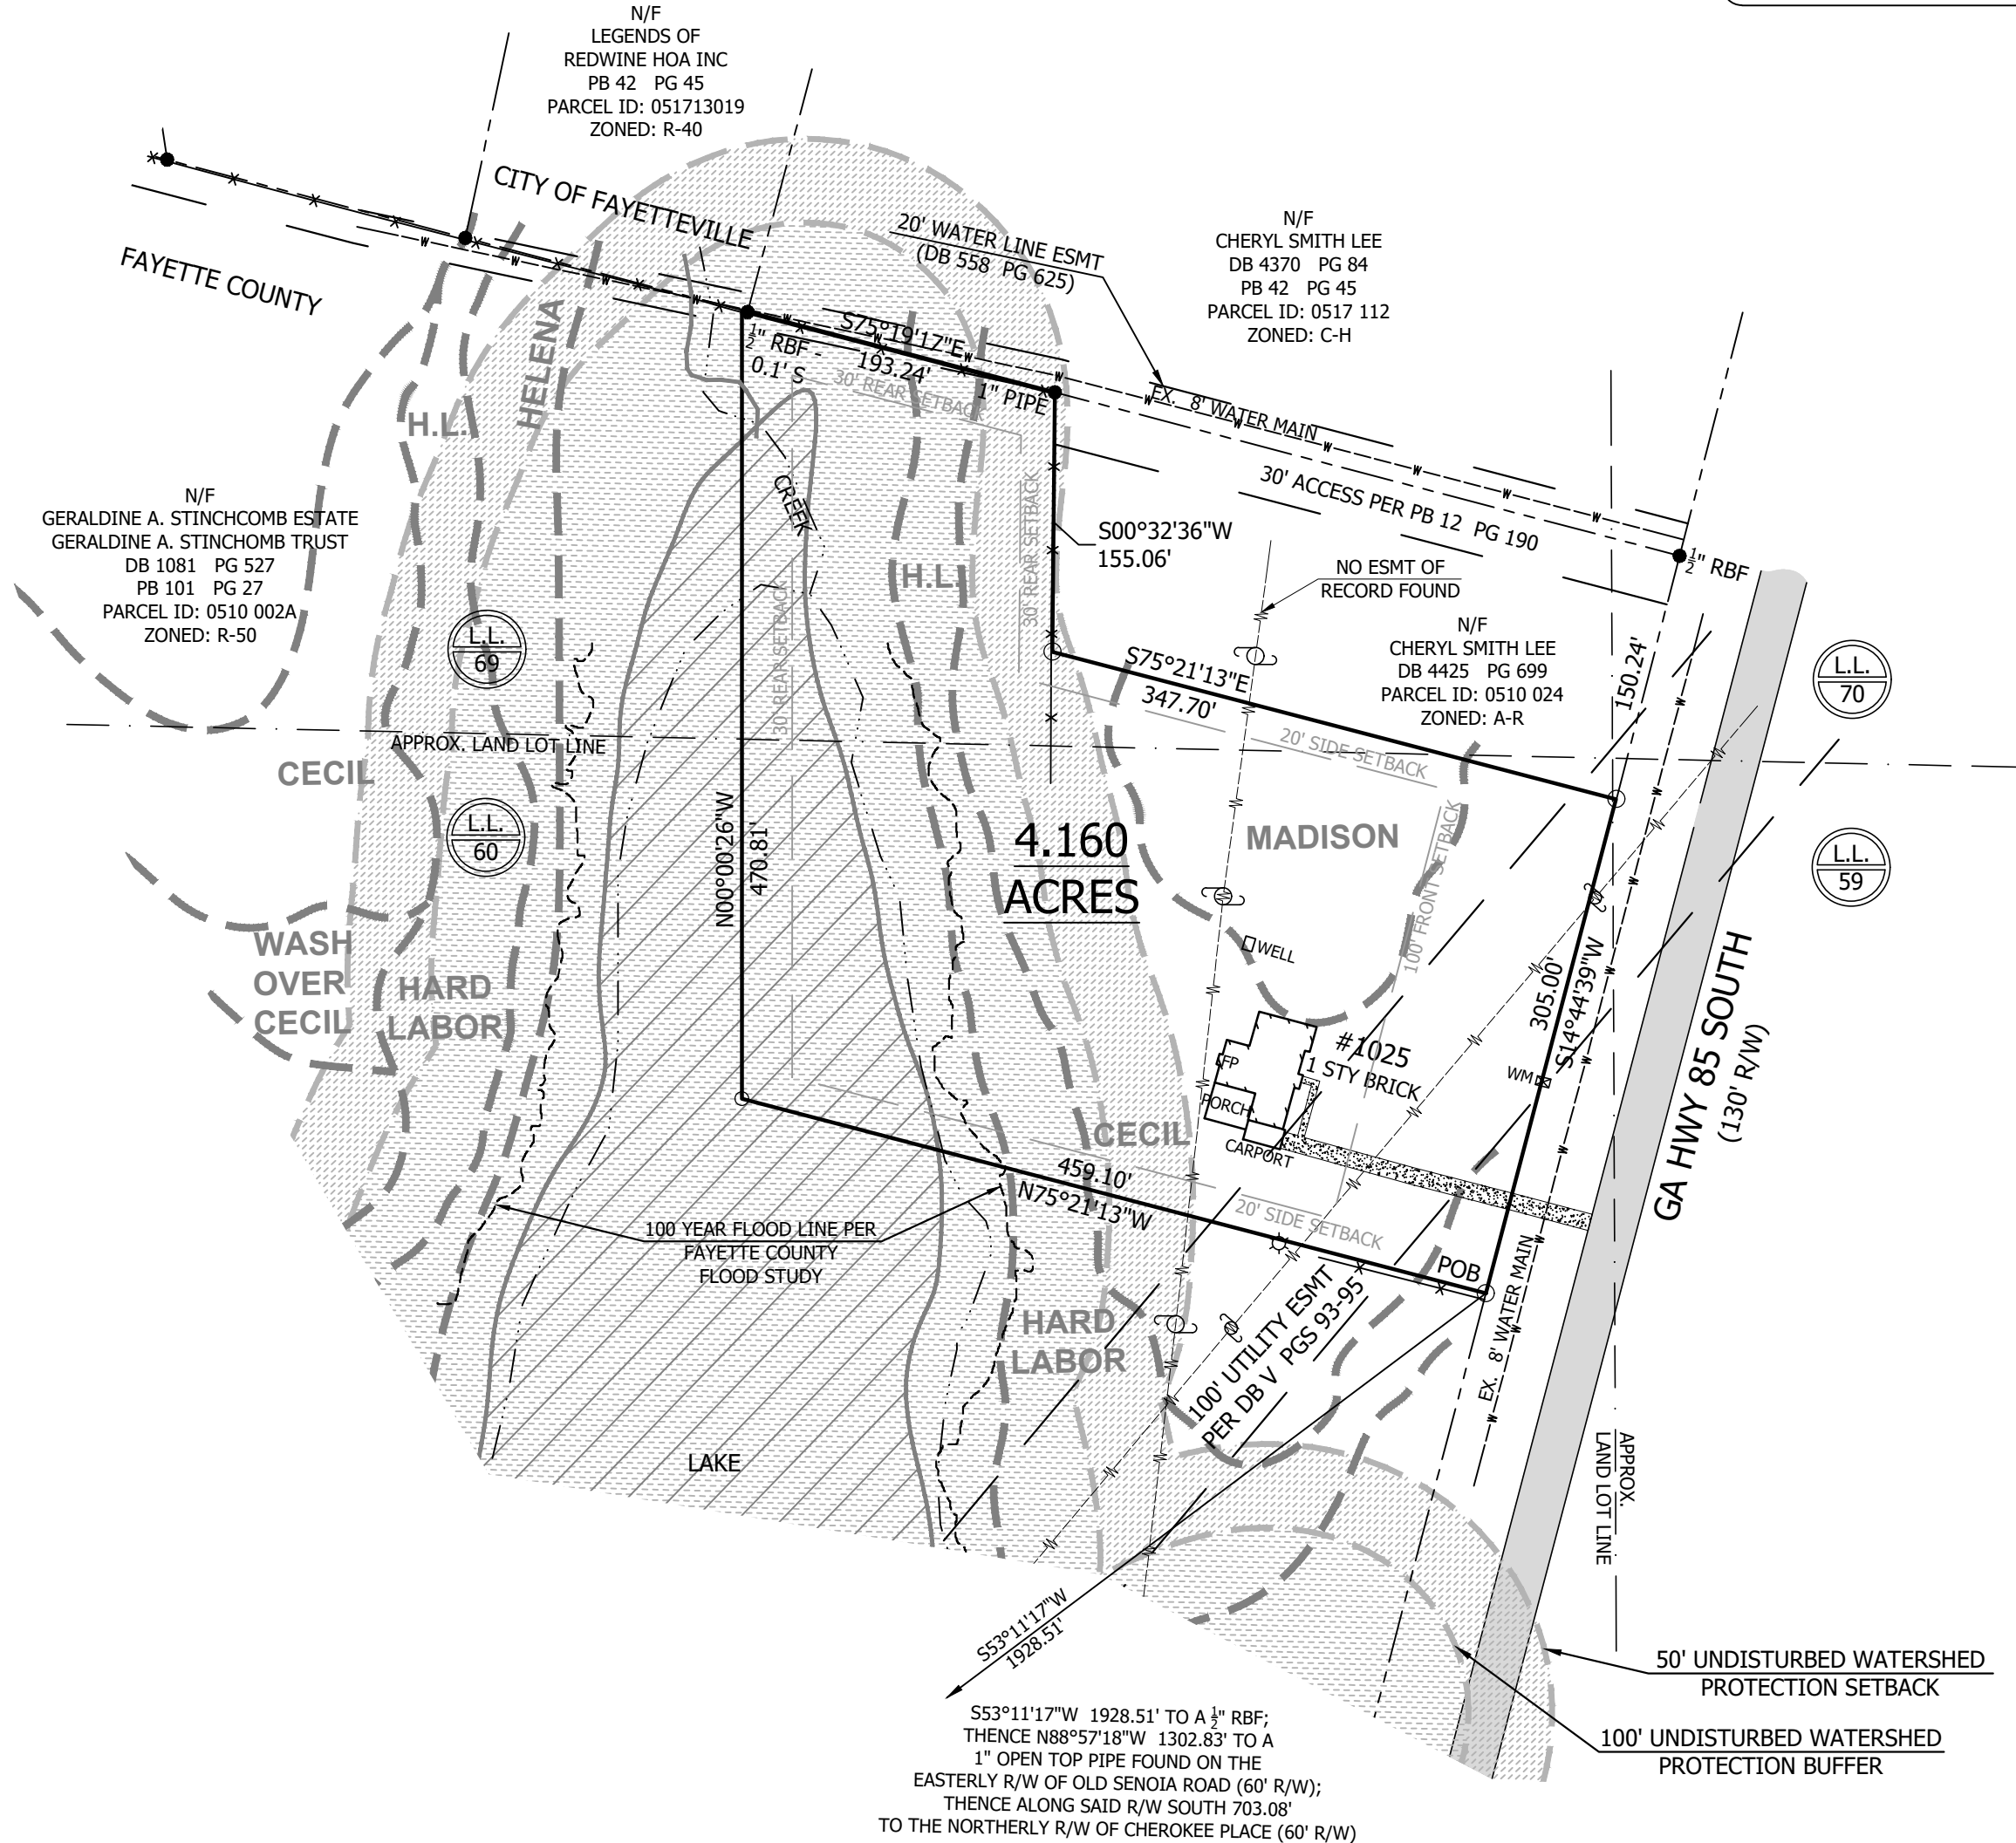 N/F
LEGENDS OF
REDWINE HOA INC
PB 42 PG 45
PARCEL ID: 051713019
ZONED: R-40
CITY OF FAYETTEVILLE
FAYETTE COUNTY
20' WATER LINE ESMT
(DB 558 PG 625)
N/F
CHERYL SMITH LEE
DB 4370 PG 84
PB 42 PG 45
PARCEL ID: 0517 112
ZONED: C-H
HELENA
H.L.
S75°19'17"E
193.24'
½" RBF -
0.1' S
30' REAR SETBACK
1" PIPE
EX. 8' WATER MAIN
30' ACCESS PER PB 12 PG 190
½" RBF
N/F
GERALDINE A. STINCHCOMB ESTATE
GERALDINE A. STINCHOMB TRUST
DB 1081 PG 527
PB 101 PG 27
PARCEL ID: 0510 002A
ZONED: R-50
CREEK
30' REAR SETBACK
S00°32'36"W
155.06'
NO ESMT OF
RECORD FOUND
H.L.
30' REAR SETBACK
N/F
CHERYL SMITH LEE
DB 4425 PG 699
PARCEL ID: 0510 024
ZONED: A-R
150.24'
L.L.
69
L.L.
70
S75°21'13"E
347.70'
20' SIDE SETBACK
APPROX. LAND LOT LINE
CECIL
L.L.
60
N00°00'26"W
470.81'
4.160
ACRES
MADISON
100' FRONT SETBACK
L.L.
59
WASH
OVER
CECIL
HARD
LABOR
WELL
305.00'
S14°44'39"W
GA HWY 85 SOUTH
(130' R/W)
#1025
1 STY BRICK
FP
PORCH
CARPORT
WM
CECIL
459.10'
N75°21'13"W
20' SIDE SETBACK
POB
100 YEAR FLOOD LINE PER
FAYETTE COUNTY
FLOOD STUDY
EX. 8' WATER MAIN
100' UTILITY ESMT
PER DB V PGS 93-95
HARD
LABOR
LAKE
APPROX.
LAND LOT LINE
S53°11'17"W
1928.51'
50' UNDISTURBED WATERSHED
PROTECTION SETBACK
100' UNDISTURBED WATERSHED
PROTECTION BUFFER
S53°11'17"W 1928.51' TO A ½" RBF;
THENCE N88°57'18"W 1302.83' TO A
1" OPEN TOP PIPE FOUND ON THE
EASTERLY R/W OF OLD SENOIA ROAD (60' R/W);
THENCE ALONG SAID R/W SOUTH 703.08'
TO THE NORTHERLY R/W OF CHEROKEE PLACE (60' R/W)